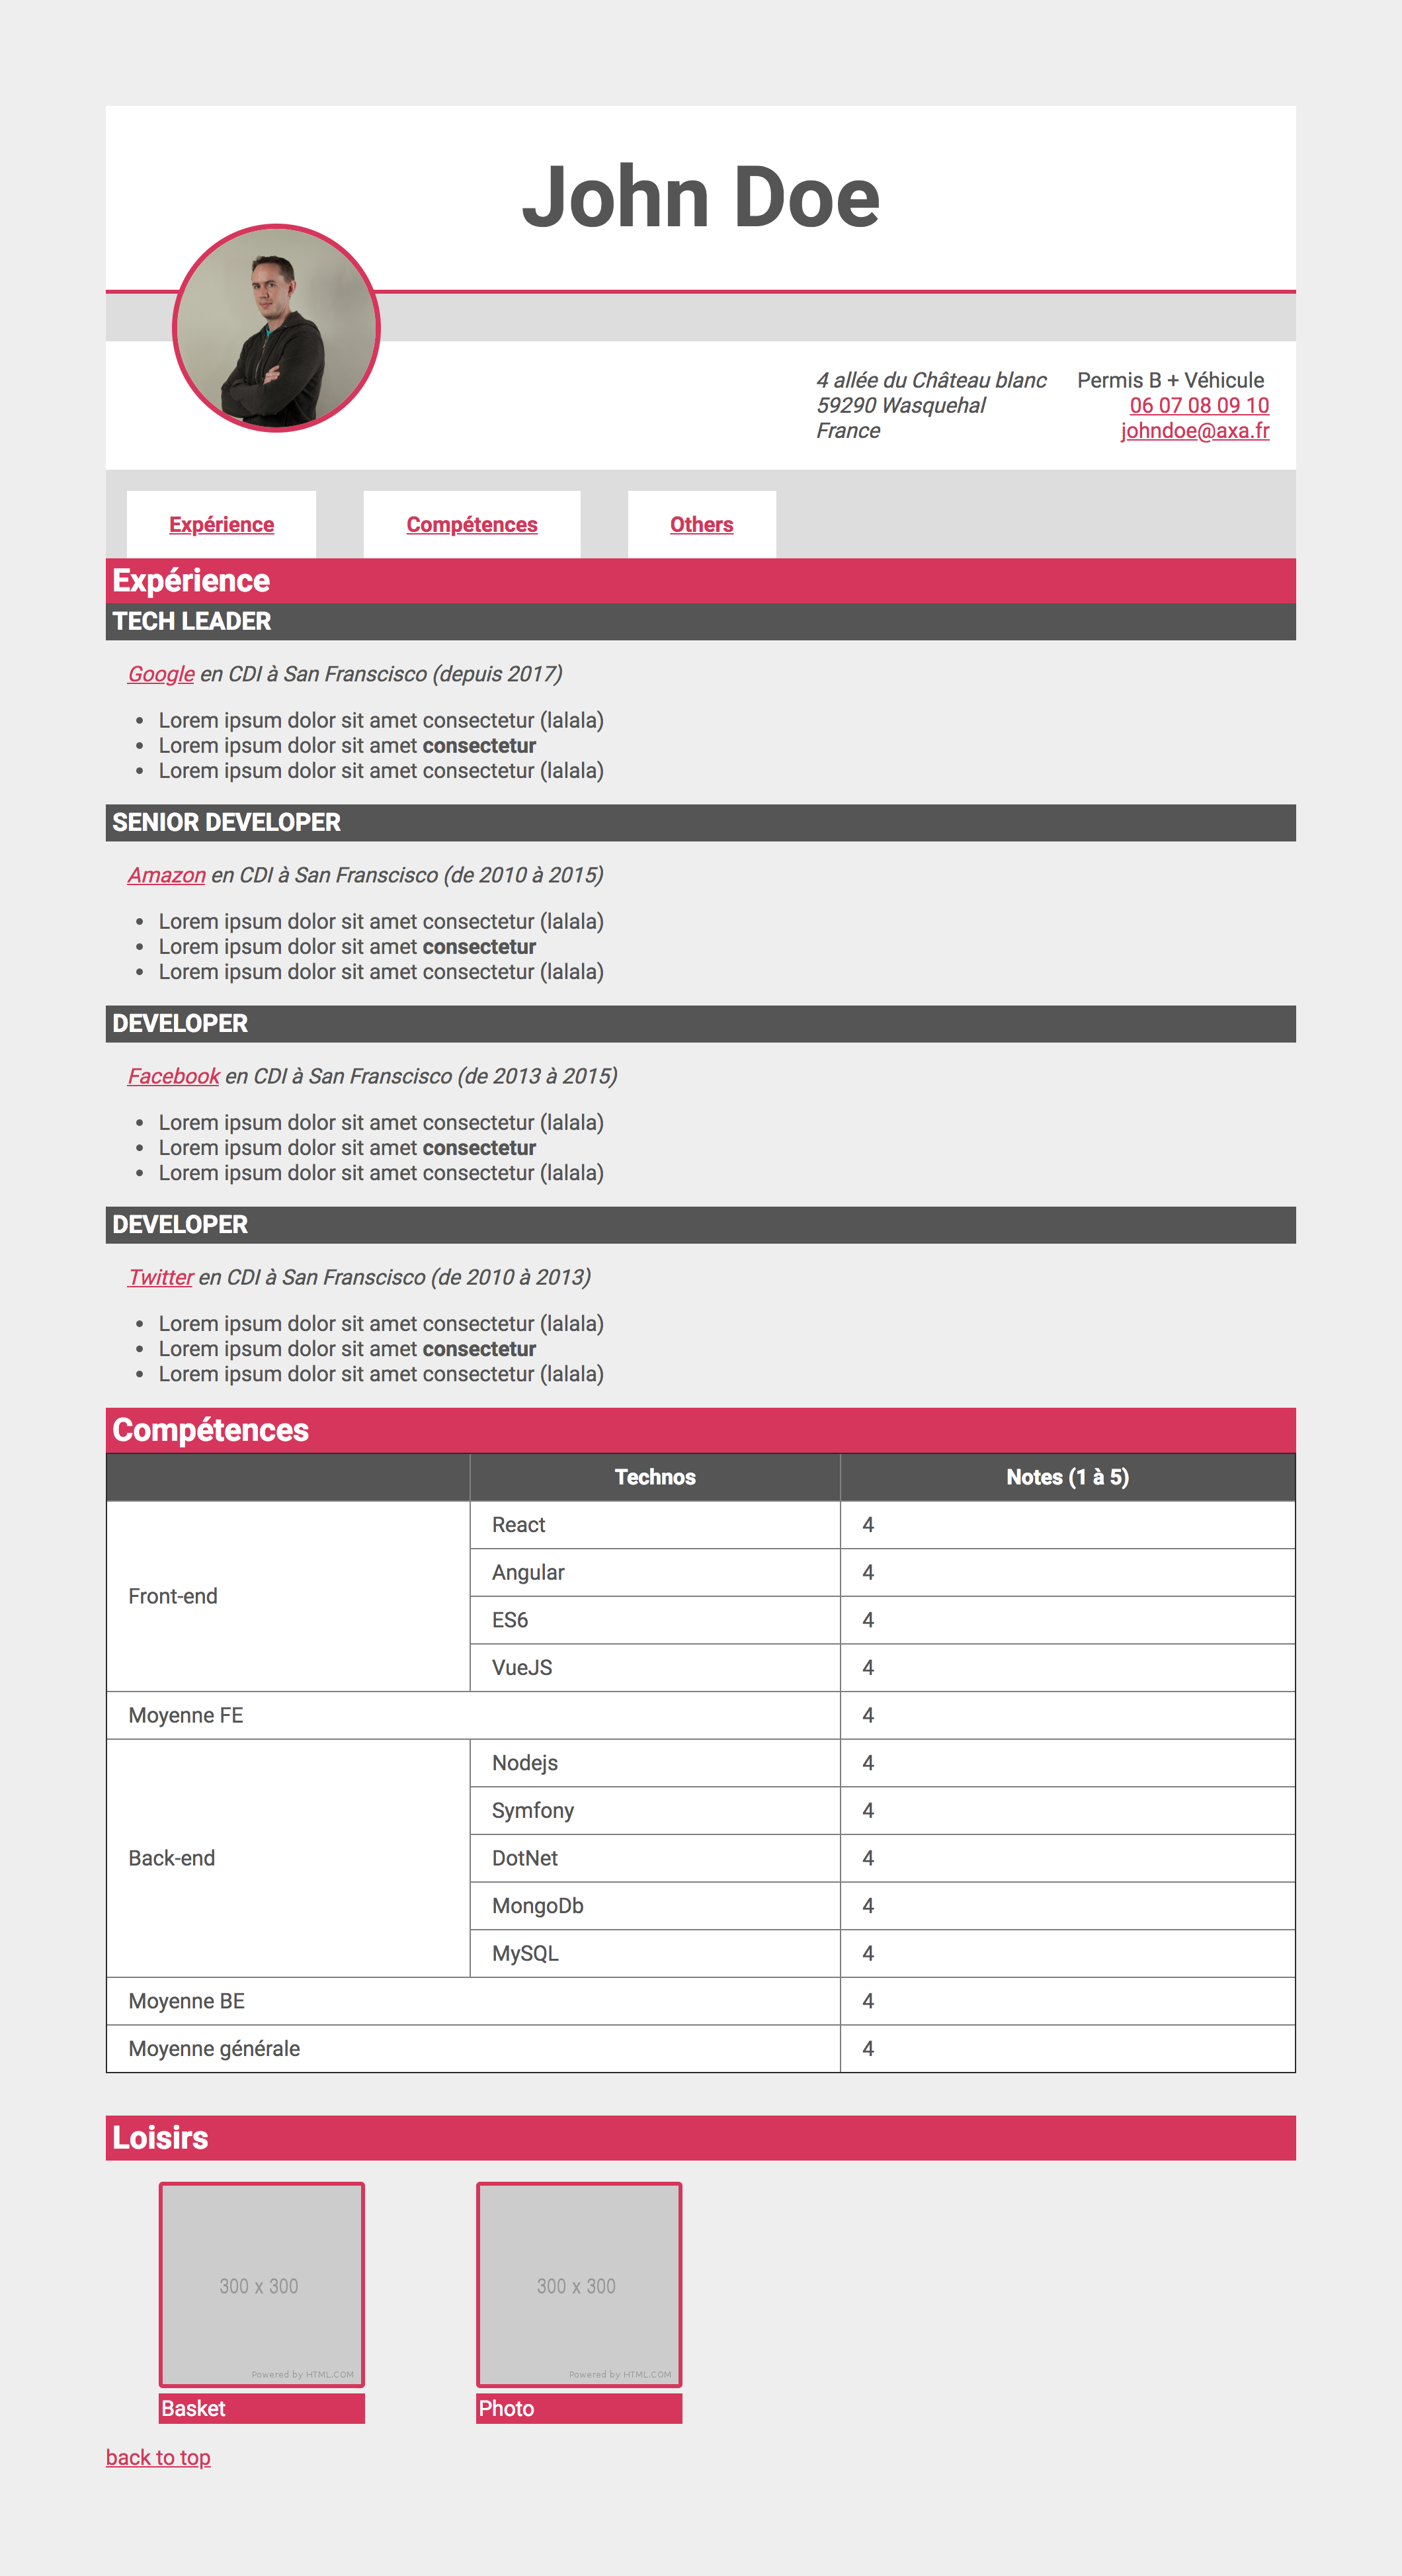 John Doe
4 allée du Château blanc
59290 Wasquehal
France
Permis B + Véhicule
06 07 08 09 10
johndoe@axa.fr
Expérience Compétences Others
Expérience
TECH LEADER
Google en CDI à San Franscisco (depuis 2017)
• Lorem ipsum dolor sit amet consectetur (lalala)
• Lorem ipsum dolor sit amet consectetur
• Lorem ipsum dolor sit amet consectetur (lalala)
SENIOR DEVELOPER
Amazon en CDI à San Franscisco (de 2010 à 2015)
• Lorem ipsum dolor sit amet consectetur (lalala)
• Lorem ipsum dolor sit amet consectetur
• Lorem ipsum dolor sit amet consectetur (lalala)
DEVELOPER
Facebook en CDI à San Franscisco (de 2013 à 2015)
• Lorem ipsum dolor sit amet consectetur (lalala)
• Lorem ipsum dolor sit amet consectetur
• Lorem ipsum dolor sit amet consectetur (lalala)
DEVELOPER
Twitter en CDI à San Franscisco (de 2010 à 2013)
• Lorem ipsum dolor sit amet consectetur (lalala)
• Lorem ipsum dolor sit amet consectetur
• Lorem ipsum dolor sit amet consectetur (lalala)
Compétences
Technos Notes (1 à 5)
Front-end
React 4
Angular 4
ES6 4
VueJS 4
Moyenne FE 4
Back-end
Nodejs 4
Symfony 4
DotNet 4
MongoDb 4
MySQL 4
Moyenne BE 4
Moyenne générale 4
Loisirs
300 x 300
Powered by HTML.COM
Basket
300 x 300
Powered by HTML.COM
Photo
back to top